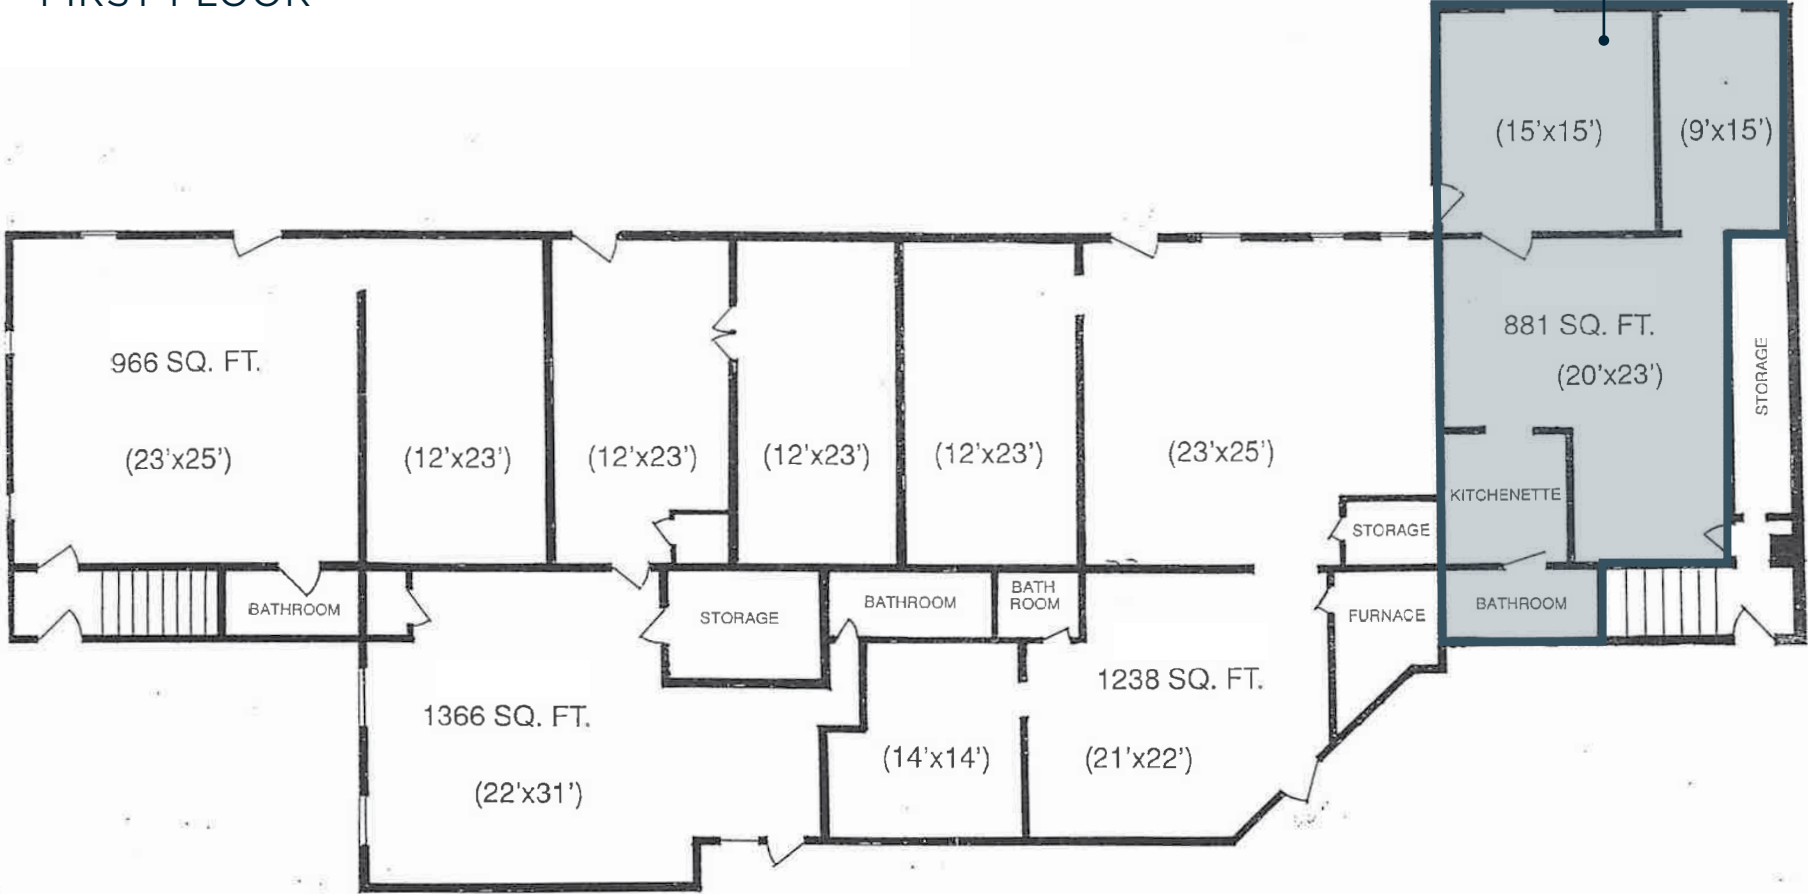 FIRST FLOOR
(15'x15')
(9'x15')
881 SQ. FT.
(20'x23')
STORAGE
966 SQ. FT.
(23'x25')
(12'x23')
(12'x23')
(12'x23')
(12'x23')
(23'x25')
KITCHENETTE
STORAGE
BATHROOM
STORAGE
BATHROOM
BATH
ROOM
FURNACE
BATHROOM
1366 SQ. FT.
(22'x31')
(14'x14')
1238 SQ. FT.
(21'x22')